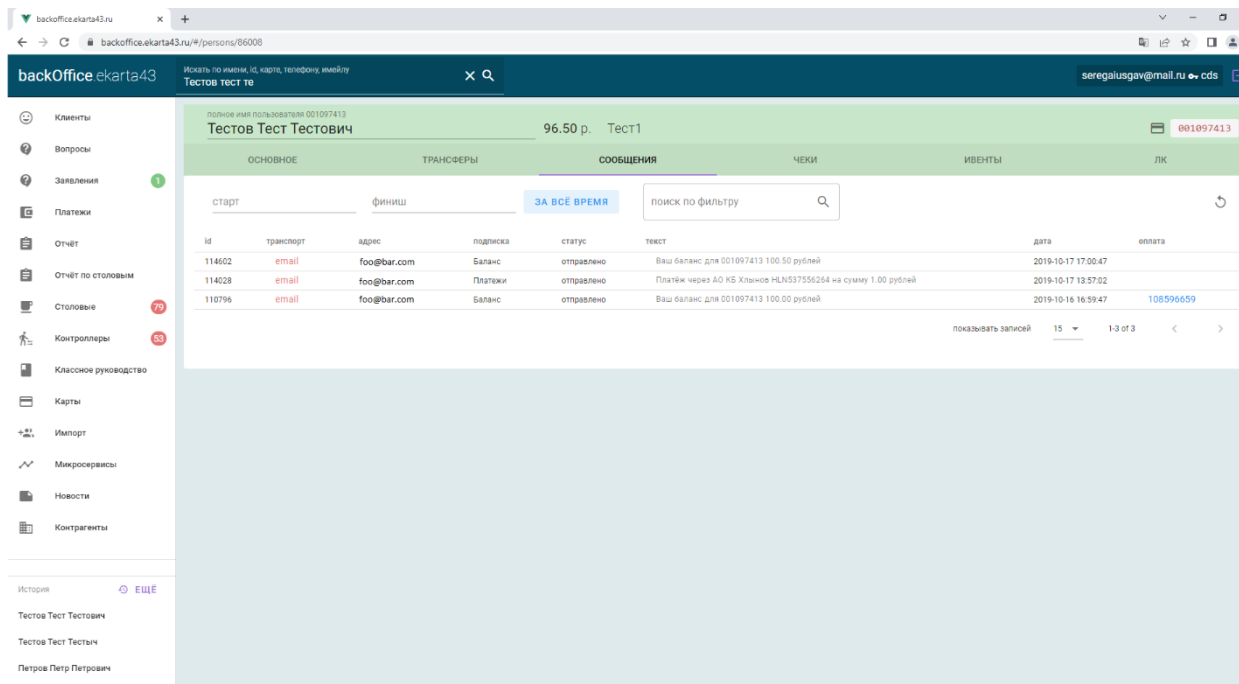 backoffice.ekarta43.ru
backoffice.ekarta43.ru/#/persons/86008
backOffice.ekarta43
Искать по имени, id, карте, телефону, имейлу
Тестов тест те
seregaiusgav@mail.ru cds
Клиенты
Вопросы
Заявления 1
Платежи
Отчёт
Отчёт по столовым
Столовые 79
Контроллеры 53
Классное руководство
Карты
Импорт
Микросервисы
Новости
Контрагенты
История ЕЩЁ
Тестов Тест Тестович
Тестов Тест Тестыч
Петров Петр Петрович
полное имя пользователя 001097413
Тестов Тест Тестович 96.50 р. Тест1 001097413
ОСНОВНОЕ ТРАНСФЕРЫ СООБЩЕНИЯ ЧЕКИ ИВЕНТЫ ЛК
старт финиш ЗА ВСЁ ВРЕМЯ поиск по фильтру
id транспорт адрес подписка статус текст дата оплата
114602 email foo@bar.com Баланс отправлено Ваш баланс для 001097413 100.50 рублей 2019-10-17 17:00:47
114028 email foo@bar.com Платежи отправлено Платёж через АО КБ Хлынов HLN537556264 на сумму 1.00 рублей 2019-10-17 13:57:02
110796 email foo@bar.com Баланс отправлено Ваш баланс для 001097413 100.00 рублей 2019-10-16 16:59:47 108596659
показывать записей 15 1-3 of 3